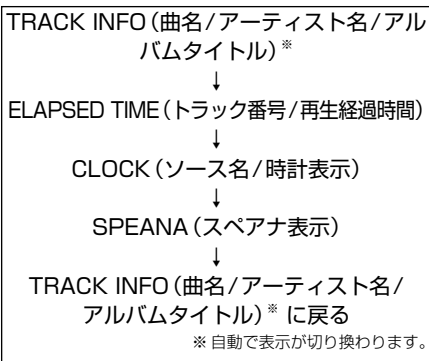 TRACK INFO(曲名/アーティスト名/アル
バムタイトル)※
↓
ELAPSED TIME(トラック番号/再生経過時間)
↓
CLOCK(ソース名/時計表示)
↓
SPEANA(スペアナ表示)
↓
TRACK INFO(曲名/アーティスト名/
アルバムタイトル)※ に戻る
※自動で表示が切り換わります。